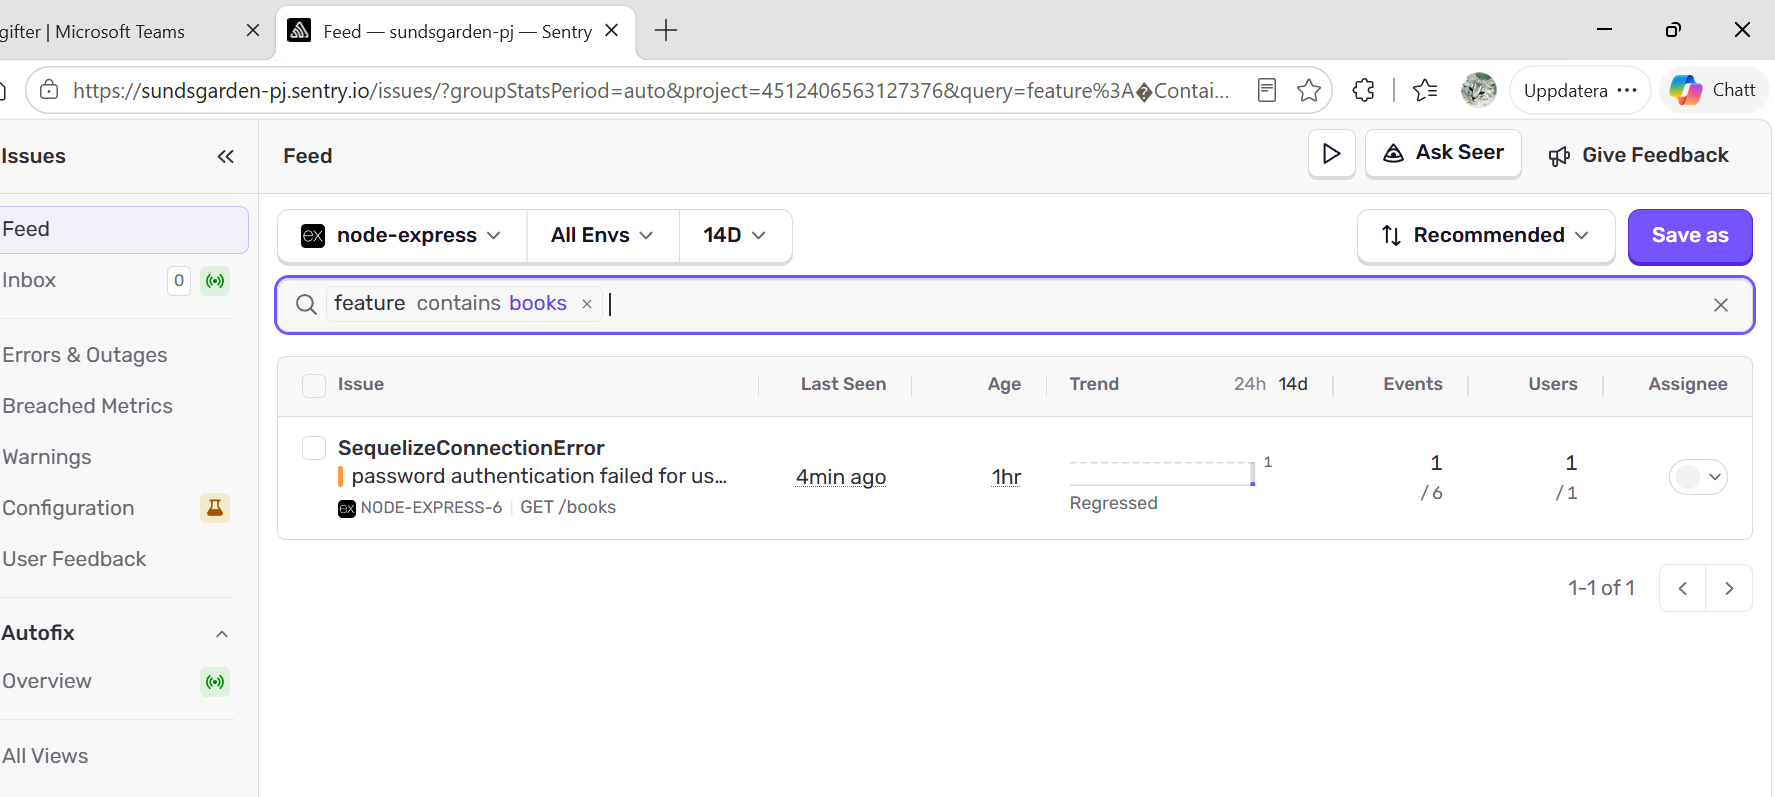 gifter | Microsoft Teams
Feed — sundsgarden-pj — Sentry
https://sundsgarden-pj.sentry.io/issues/?groupStatsPeriod=auto&project=4512406563127376&query=feature%3A�Contai...
Uppdatera
Chatt
Issues
Feed
Ask Seer
Give Feedback
Feed
Inbox
0
Errors & Outages
Breached Metrics
Warnings
Configuration
User Feedback
Autofix
Overview
All Views
ex node-express
All Envs
14D
Recommended
Save as
feature contains books
Issue
Last Seen
Age
Trend
24h
14d
Events
Users
Assignee
SequelizeConnectionError
password authentication failed for us...
ex NODE-EXPRESS-6 | GET /books
4min ago
1hr
1
Regressed
1
/ 6
1
/ 1
1-1 of 1